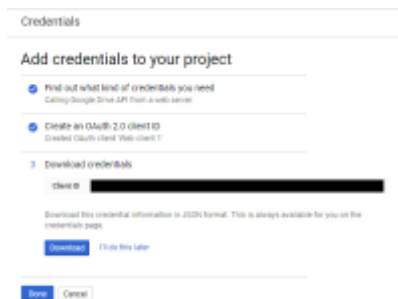 Credentials
Add credentials to your project
Find out what kind of credentials you need
Calling Google Drive API from a web server
Create an OAuth 2.0 client ID
Created OAuth client 'Web client 1'
3 Download credentials
Client ID
Download this credential information in JSON format. This is always available for you on the
credentials page.
Download I'll do this later
Done Cancel